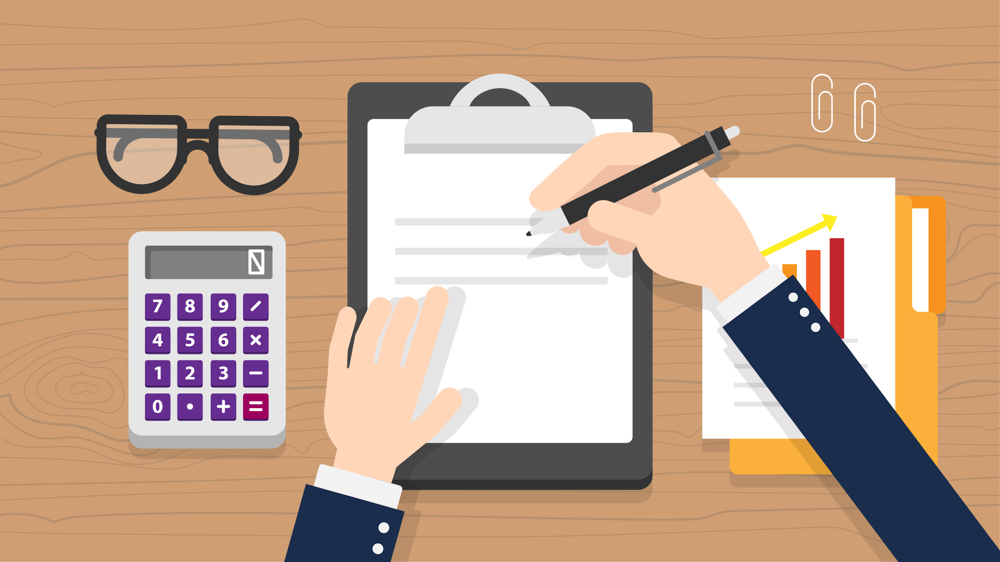 7 8 9 /
4 5 6 ×
1 2 3 −
0 . + =